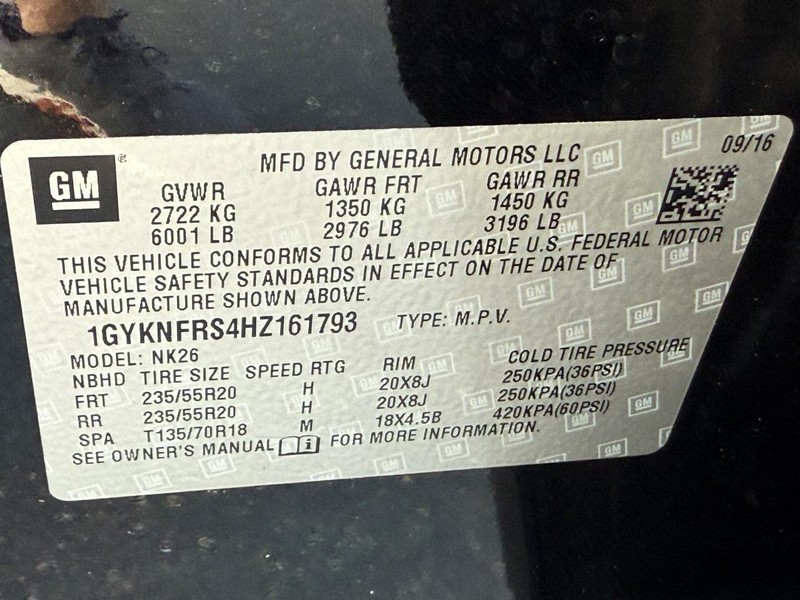 GM
MFD BY GENERAL MOTORS LLC 09/16
GVWR GAWR FRT GAWR RR
2722 KG 1350 KG 1450 KG
6001 LB 2976 LB 3196 LB
THIS VEHICLE CONFORMS TO ALL APPLICABLE U.S. FEDERAL MOTOR
VEHICLE SAFETY STANDARDS IN EFFECT ON THE DATE OF
MANUFACTURE SHOWN ABOVE.
1GYKNFRS4HZ161793 TYPE: M.P.V.
MODEL: NK26
NBHD TIRE SIZE SPEED RTG RIM COLD TIRE PRESSURE
FRT 235/55R20 H 20X8J 250KPA(36PSI)
RR 235/55R20 H 20X8J 250KPA(36PSI)
SPA T135/70R18 M 18X4.5B 420KPA(60PSI)
SEE OWNER'S MANUAL i FOR MORE INFORMATION.